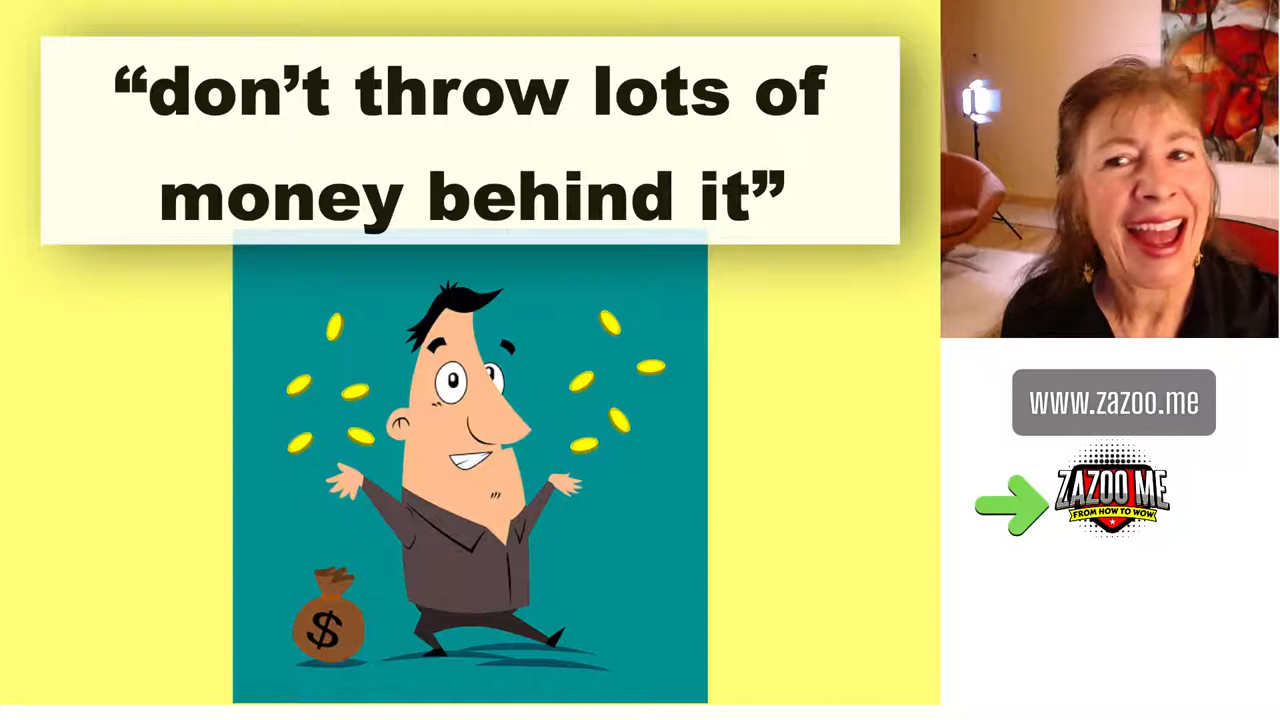 “don’t throw lots of
money behind it”
www.zazoo.me
ZAZOO ME
FROM HOW TO WOW
$